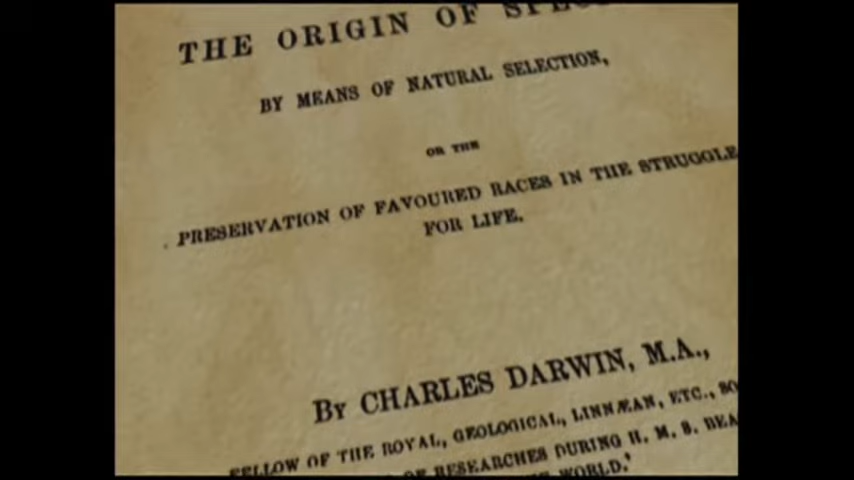 THE ORIGIN OF
BY MEANS OF NATURAL SELECTION,
OR THE
PRESERVATION OF FAVOURED RACES IN THE STRUGGLE
FOR LIFE.
BY CHARLES DARWIN, M.A.,
FELLOW OF THE ROYAL, GEOLOGICAL, LINNÆAN, ETC.,
OF RESEARCHES DURING H. M. S.
WORLD.'